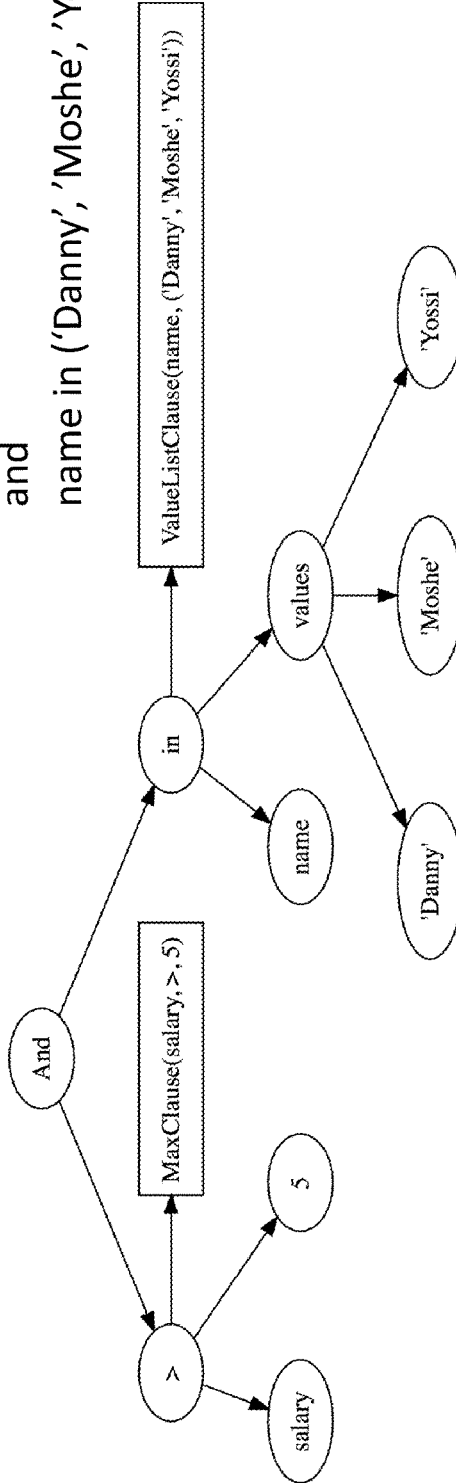 and
name in ('Danny', 'Moshe', 'Y
And
>
MaxClause(salary, >, 5)
in
ValueListClause(name, ('Danny', 'Moshe', 'Yossi'))
salary
5
name
values
'Danny'
'Moshe'
'Yossi'